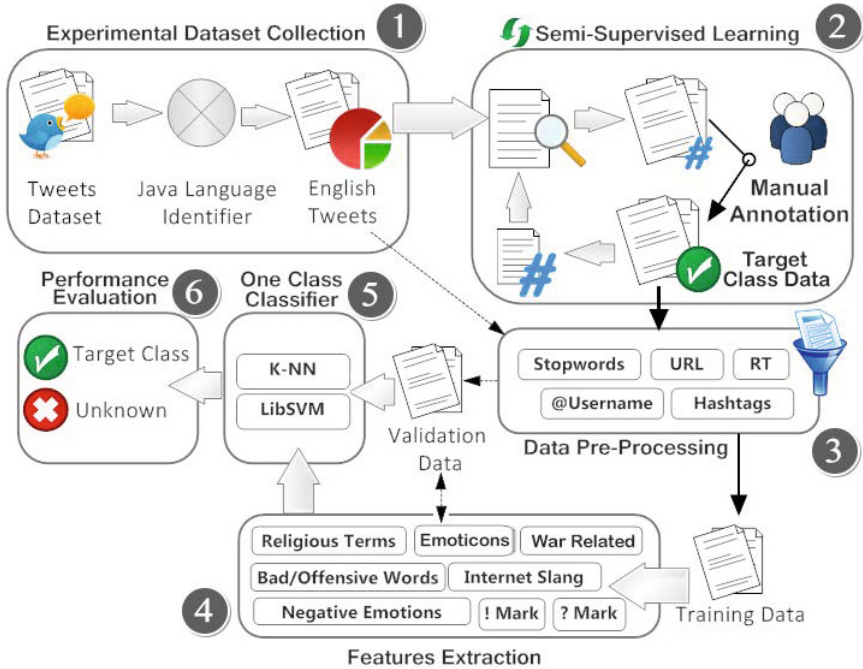 Experimental Dataset Collection
1
Tweets
Dataset
Java Language
Identifier
English
Tweets
Semi-Supervised Learning
2
#
Manual
Annotation
#
Target
Class Data
Performance
Evaluation
6
Target Class
Unknown
One Class
Classifier
5
K-NN
LibSVM
Validation
Data
Stopwords
URL
RT
@Username
Hashtags
Data Pre-Processing
3
Religious Terms
Emoticons
War Related
Bad/Offensive Words
Internet Slang
Negative Emotions
! Mark
? Mark
4
Features Extraction
Training Data